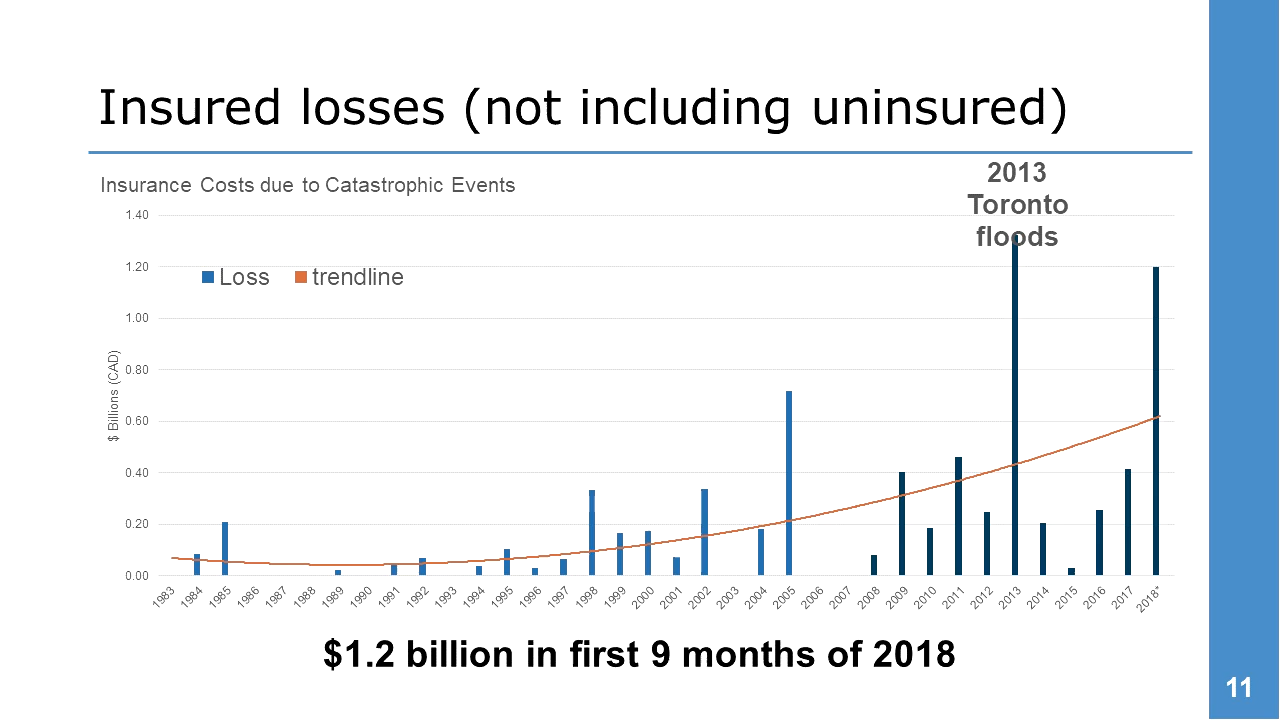 Insured losses (not including uninsured)
Insurance Costs due to Catastrophic Events
2013
Toronto
floods
1.40
1.20
1.00
0.80
0.60
0.40
0.20
0.00
$ Billions (CAD)
Loss trendline
1983 1984 1985 1986 1987 1988 1989 1990 1991 1992 1993 1994 1995 1996 1997 1998 1999 2000 2001 2002 2003 2004 2005 2006 2007 2008 2009 2010 2011 2012 2013 2014 2015 2016 2017 2018*
$1.2 billion in first 9 months of 2018
11